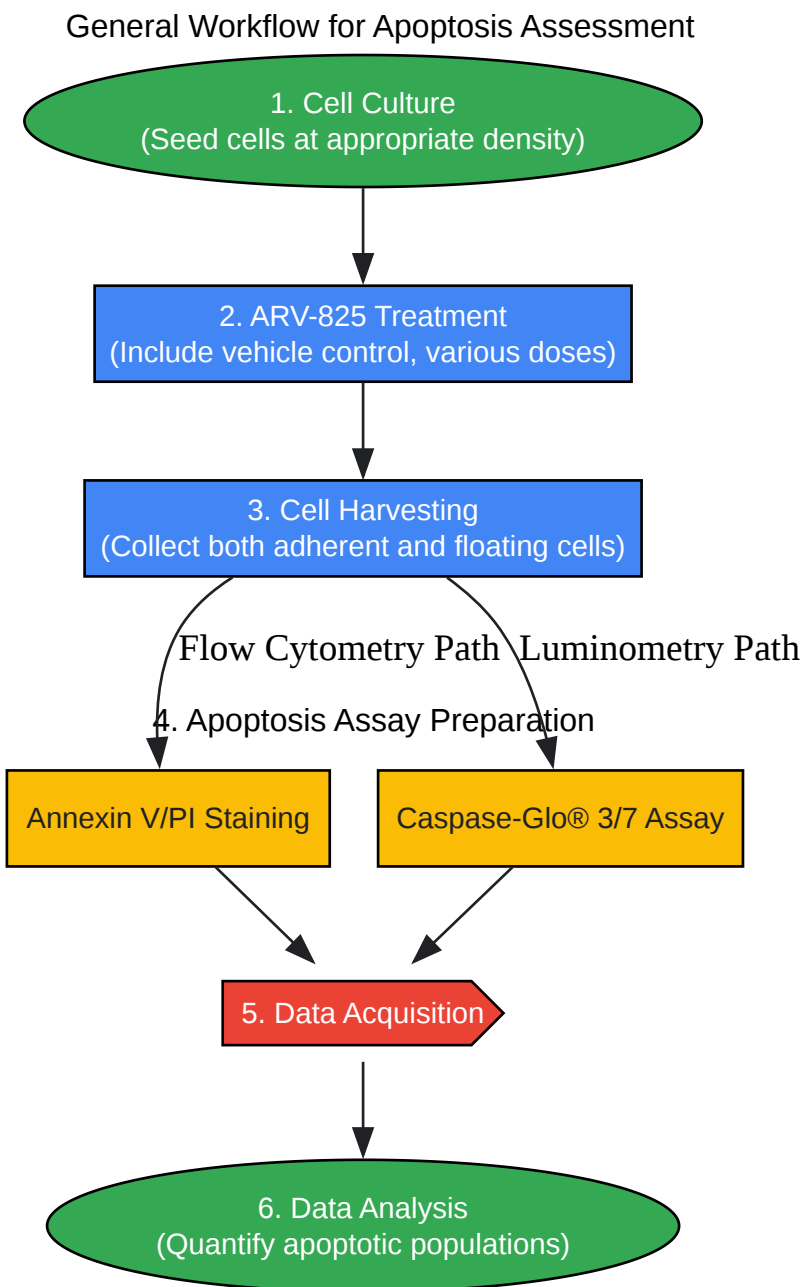 General Workflow for Apoptosis Assessment
1. Cell Culture
(Seed cells at appropriate density)
2. ARV-825 Treatment
(Include vehicle control, various doses)
3. Cell Harvesting
(Collect both adherent and floating cells)
Flow Cytometry Path
Luminometry Path
4. Apoptosis Assay Preparation
Annexin V/PI Staining
Caspase-Glo® 3/7 Assay
5. Data Acquisition
6. Data Analysis
(Quantify apoptotic populations)